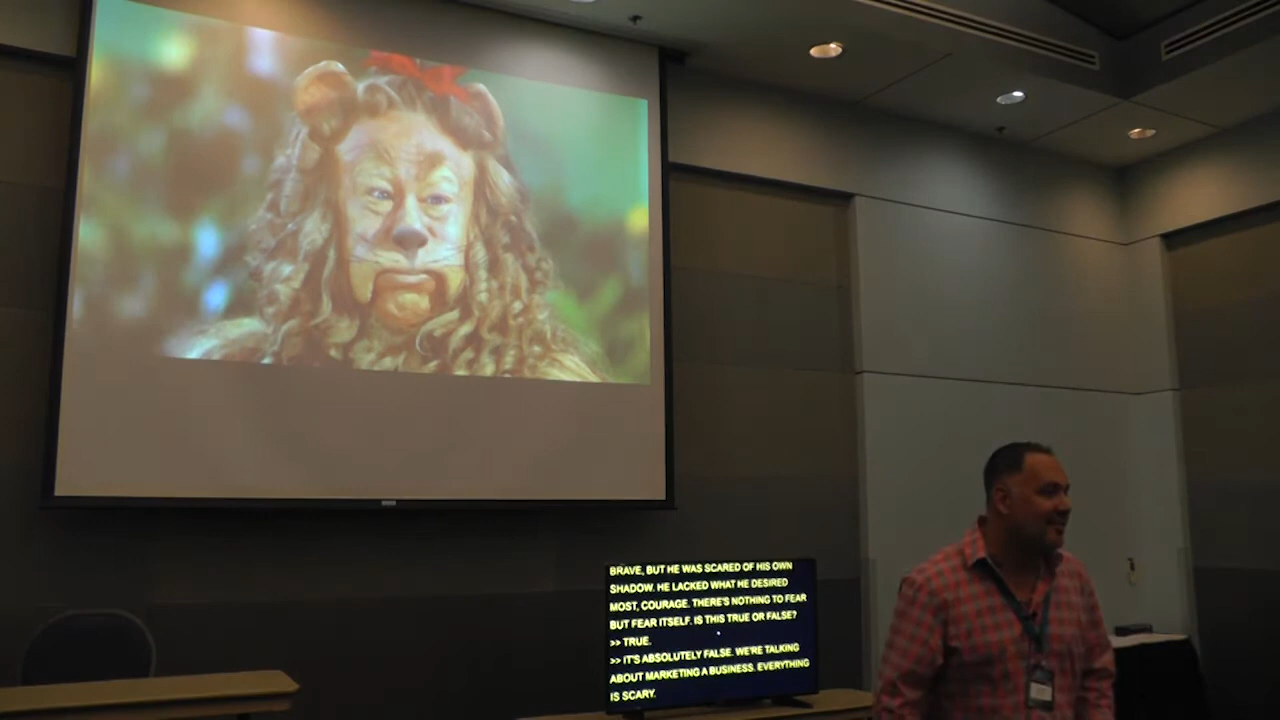 BRAVE, BUT HE WAS SCARED OF HIS OWN
SHADOW. HE LACKED WHAT HE DESIRED
MOST, COURAGE. THERE'S NOTHING TO FEAR
BUT FEAR ITSELF. IS THIS TRUE OR FALSE?
>> TRUE.
>> IT'S ABSOLUTELY FALSE. WE'RE TALKING
ABOUT MARKETING A BUSINESS. EVERYTHING
IS SCARY.